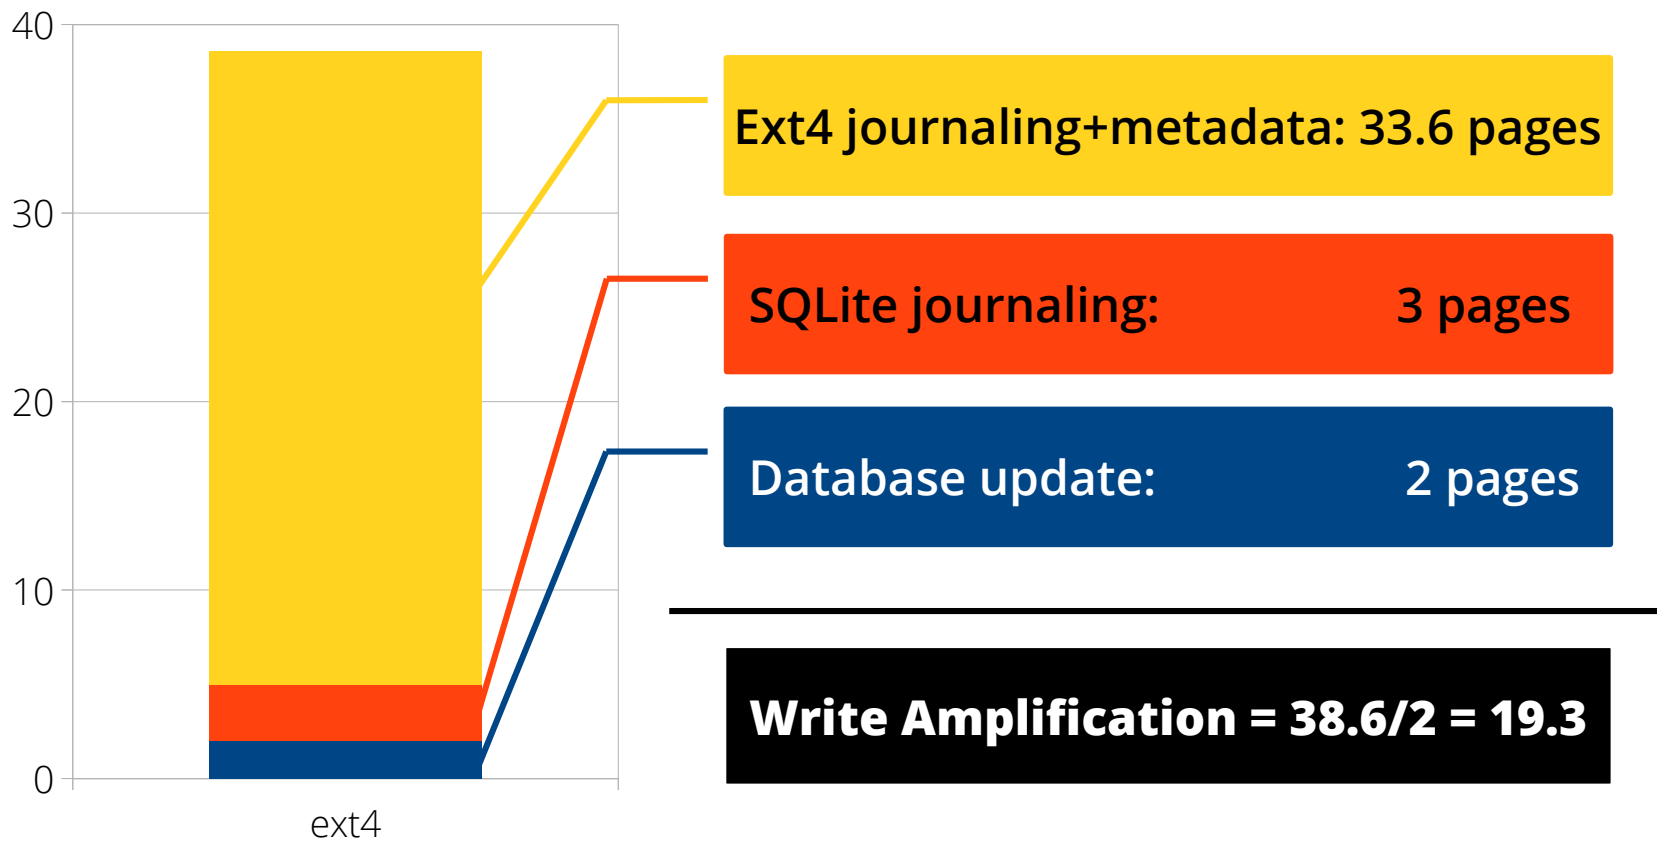 40
30
20
10
0
ext4
Ext4 journaling+metadata: 33.6 pages
SQLite journaling: 3 pages
Database update: 2 pages
Write Amplification = 38.6/2 = 19.3